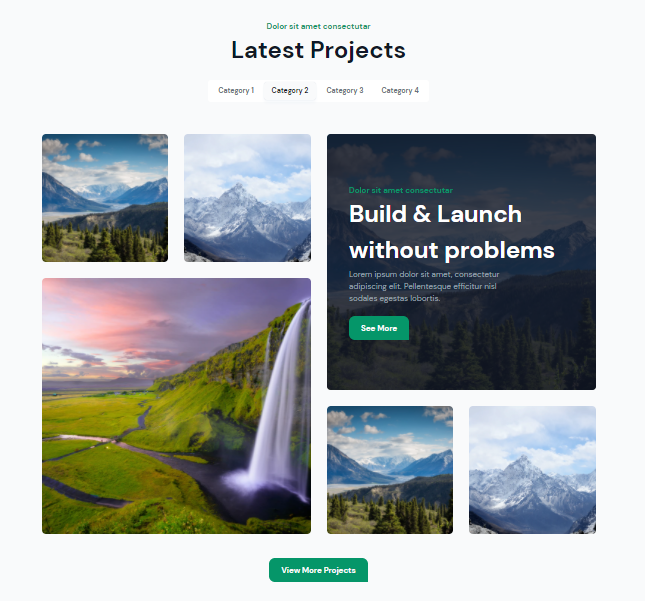 Dolor sit amet consectutar
Latest Projects
Category 1 Category 2 Category 3 Category 4
Dolor sit amet consectutar
Build & Launch
without problems
Lorem ipsum dolor sit amet, consectetur
adipiscing elit. Pellentesque efficitur nisl
sodales egestas lobortis.
See More
View More Projects